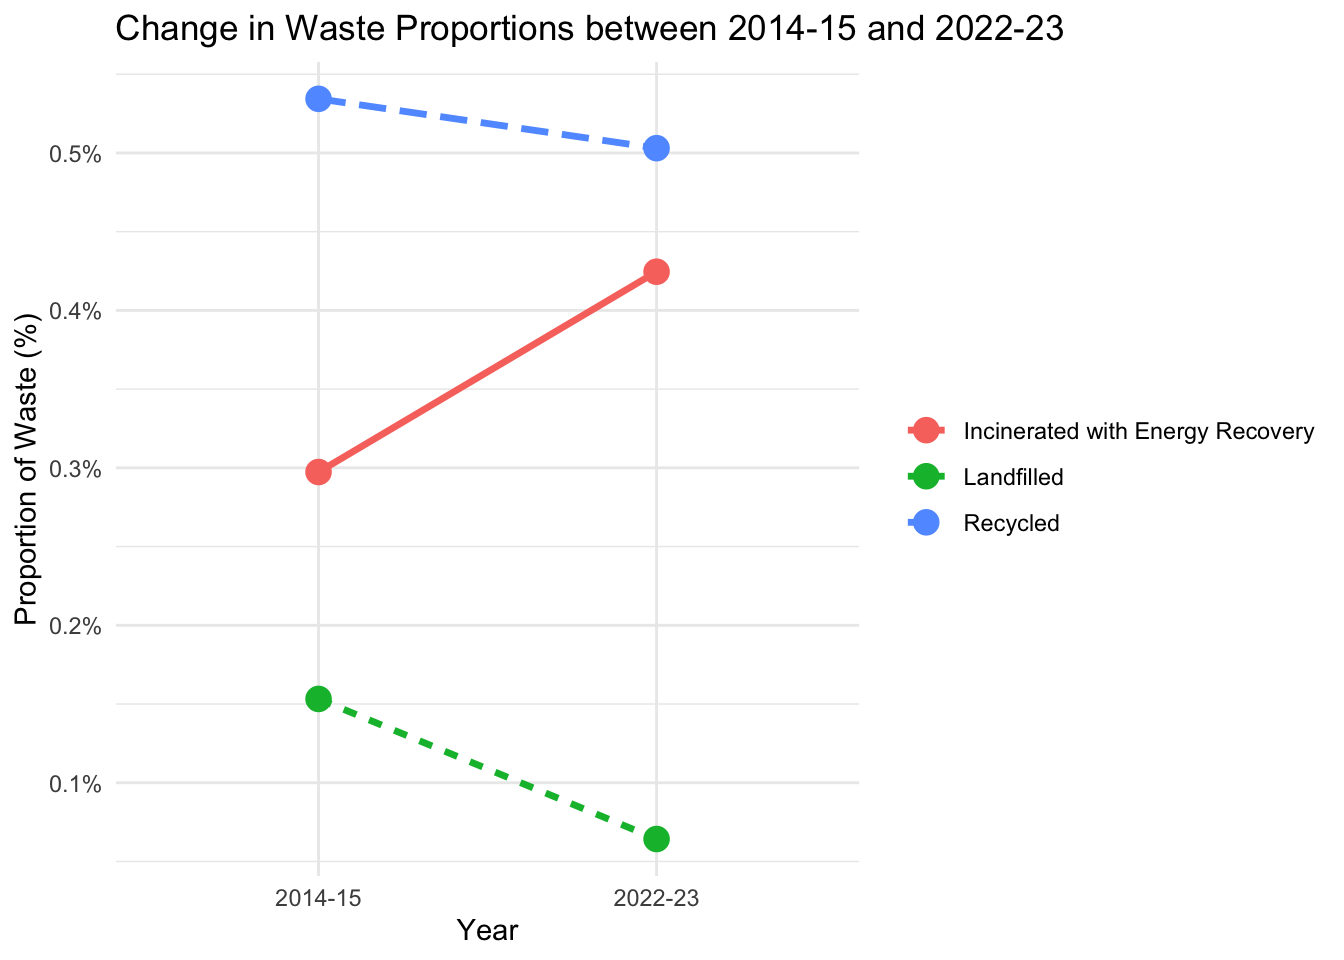 Change in Waste Proportions between 2014-15 and 2022-23
Proportion of Waste (%)
0.5%
0.4%
0.3%
0.2%
0.1%
2014-15
2022-23
Year
Incinerated with Energy Recovery
Landfilled
Recycled